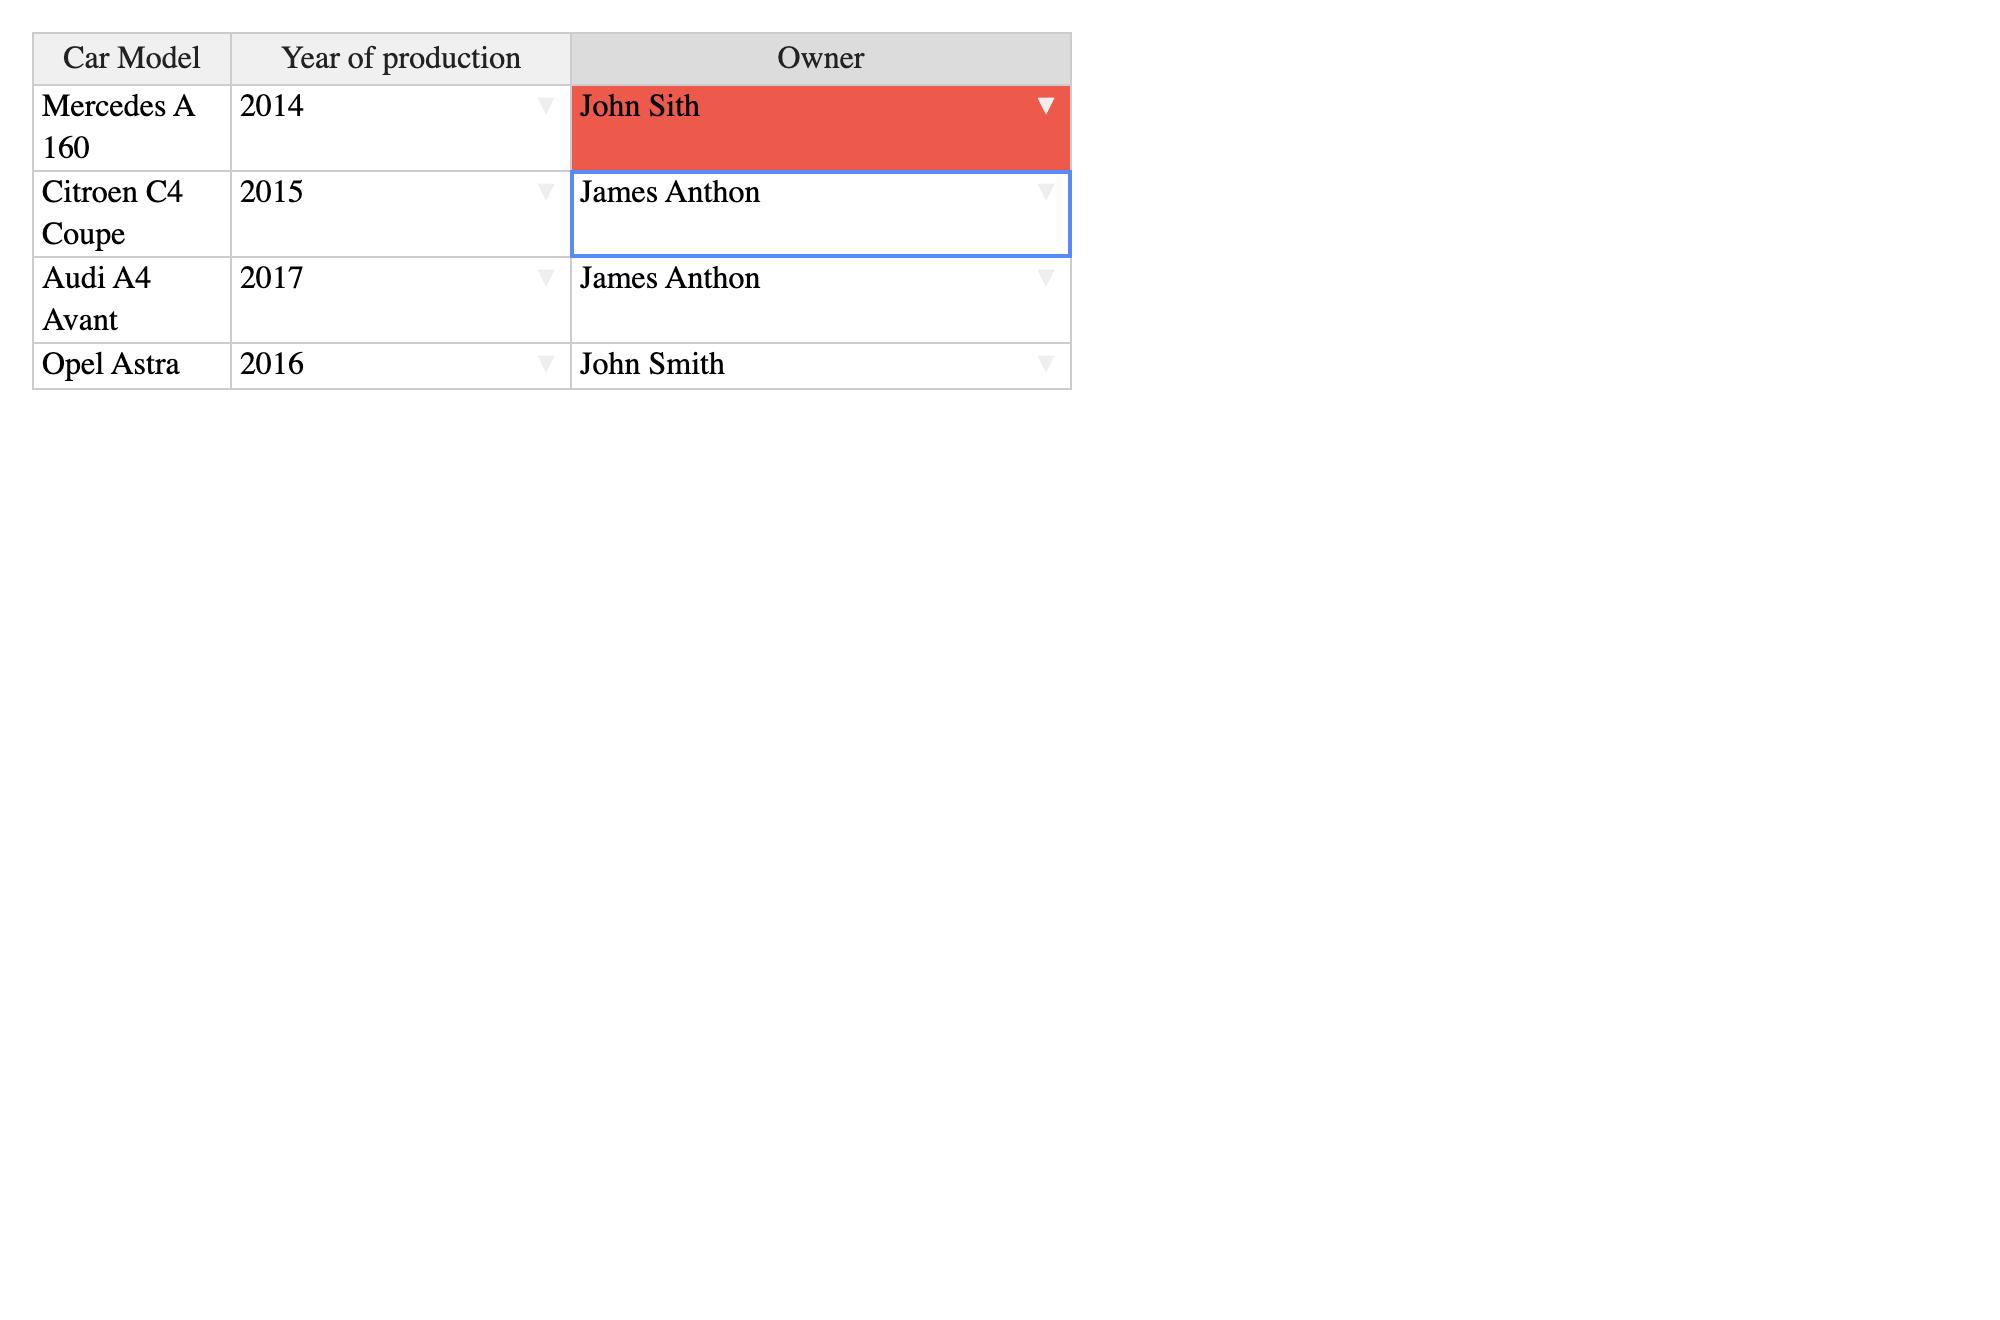 Car Model Year of production Owner
Mercedes A 2014 ▼ John Sith ▼
160
Citroen C4 2015 ▼ James Anthon ▼
Coupe
Audi A4 2017 ▼ James Anthon ▼
Avant
Opel Astra 2016 ▼ John Smith ▼